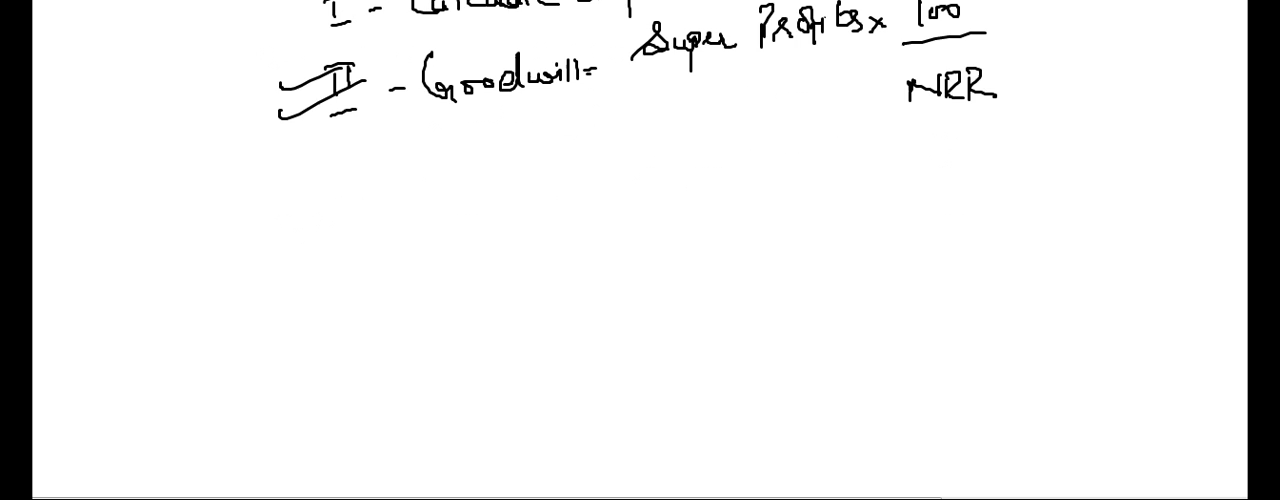 I -
II - Goodwill = Super Profits x 100
NRR